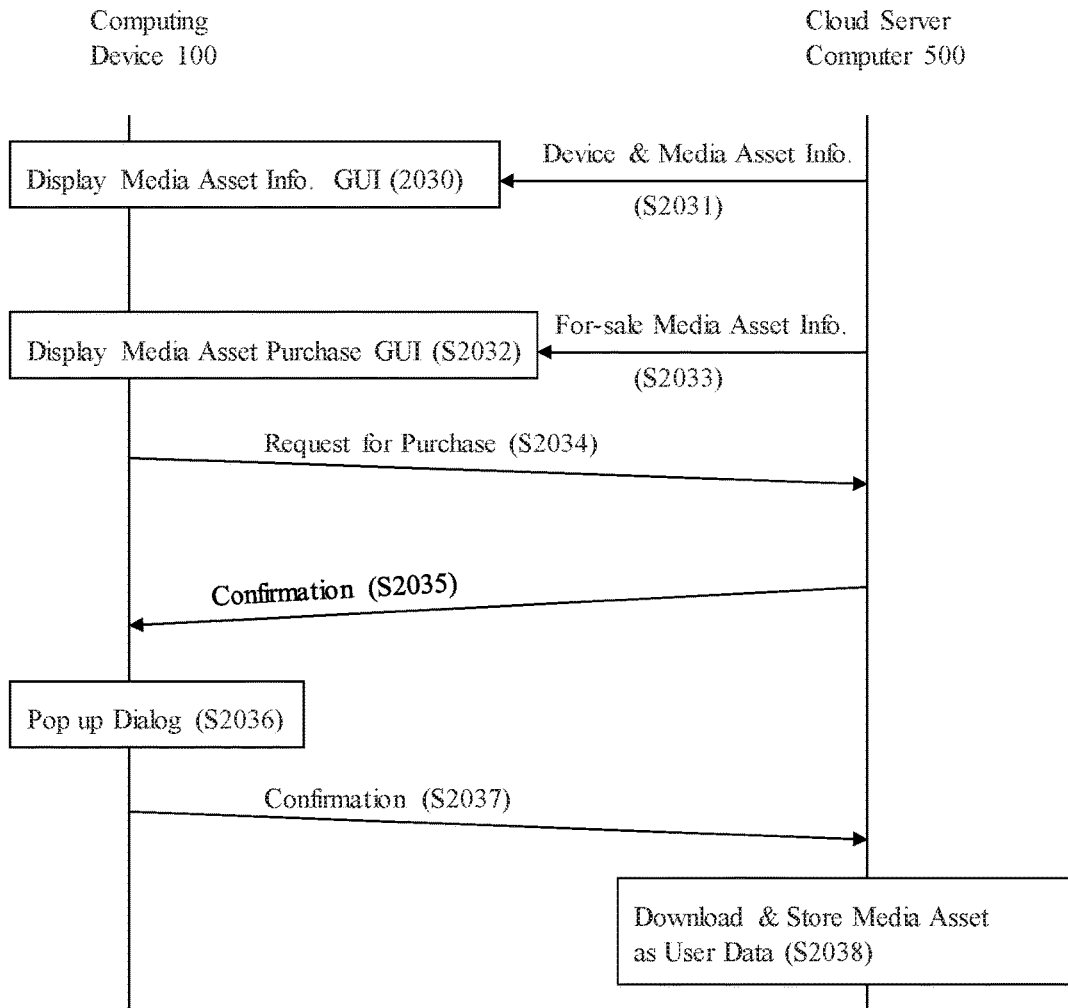 Computing
Device 100
Cloud Server
Computer 500
Device & Media Asset Info.
Display Media Asset Info. GUI (2030)
(S2031)
For-sale Media Asset Info.
Display Media Asset Purchase GUI (S2032)
(S2033)
Request for Purchase (S2034)
Confirmation (S2035)
Pop up Dialog (S2036)
Confirmation (S2037)
Download & Store Media Asset
as User Data (S2038)